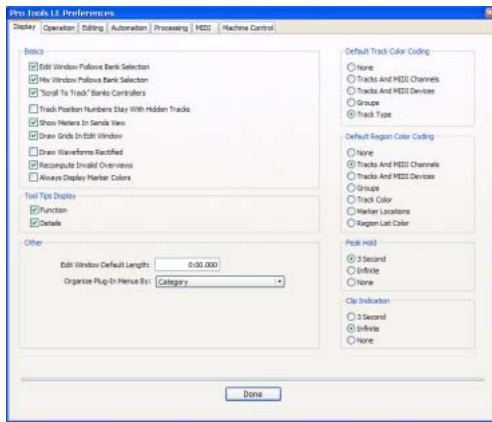 Pro Tools LE Preferences
Display Operation Editing Automation Processing MIDI Machine Control
Basics
Edit Window Follows Bank Selection
Mix Window Follows Bank Selection
"Scroll To Track" Banks Controllers
Track Position Numbers Stay With Hidden Tracks
Show Meters In Sends View
Draw Grids In Edit Window
Draw Waveforms Rectified
Recompute Invalid Overviews
Always Display Marker Colors
Tool Tips Display
Function
Details
Other
Edit Window Default Length: 0:00.000
Organize Plug-In Menus By: Category
Default Track Color Coding
None
Tracks And MIDI Channels
Tracks And MIDI Devices
Groups
Track Type
Default Region Color Coding
None
Tracks And MIDI Channels
Tracks And MIDI Devices
Groups
Track Color
Marker Locations
Region List Color
Peak Hold
3 Second
Infinite
None
Clip Indication
3 Second
Infinite
None
Done